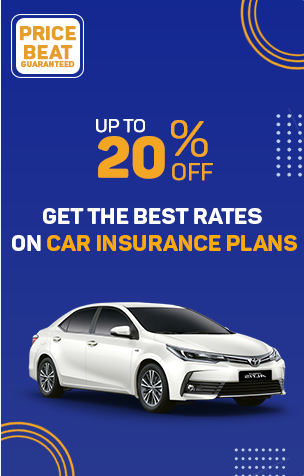 PRICE
BEAT
GUARANTEED
UP TO
20%
OFF
GET THE BEST RATES
ON CAR INSURANCE PLANS